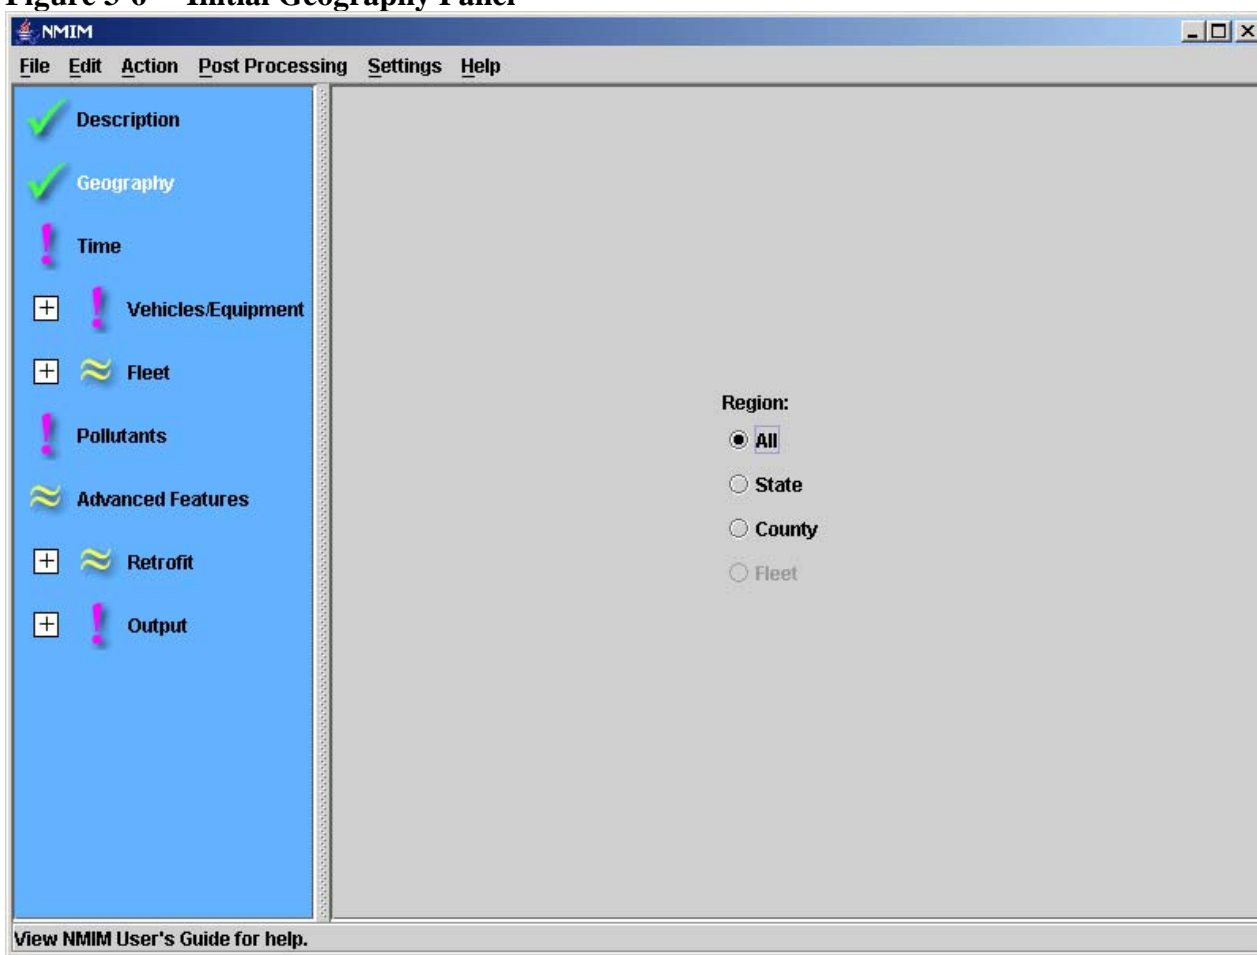 Figure 3-6 Initial Geography Panel
NMIM
File Edit Action Post Processing Settings Help
Description
Geography
Time
Vehicles/Equipment
Fleet
Pollutants
Advanced Features
Retrofit
Output
Region:
All
State
County
Fleet
View NMIM User's Guide for help.